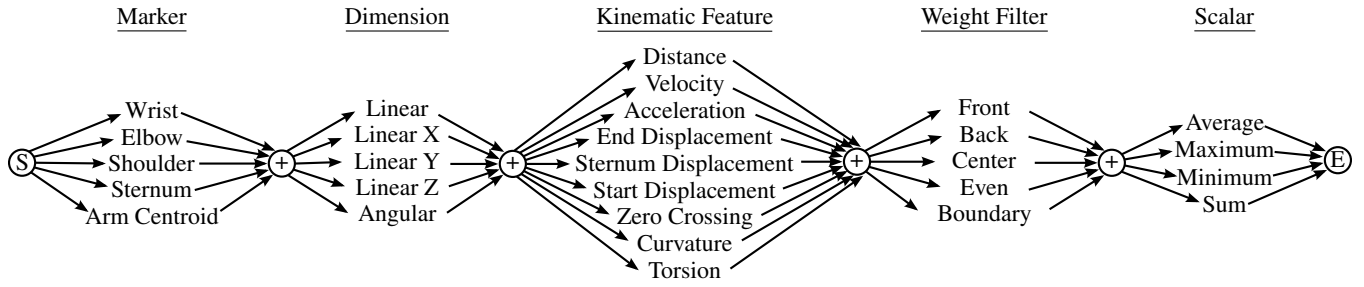 Marker Dimension Kinematic Feature Weight Filter Scalar
Distance
Velocity
Wrist Linear Acceleration Front
Elbow Linear X End Displacement Back Average
S Shoulder + Linear Y + Sternum Displacement + Center + Maximum E
Sternum Linear Z Start Displacement Even Minimum
Arm Centroid Angular Zero Crossing Boundary Sum
Curvature
Torsion